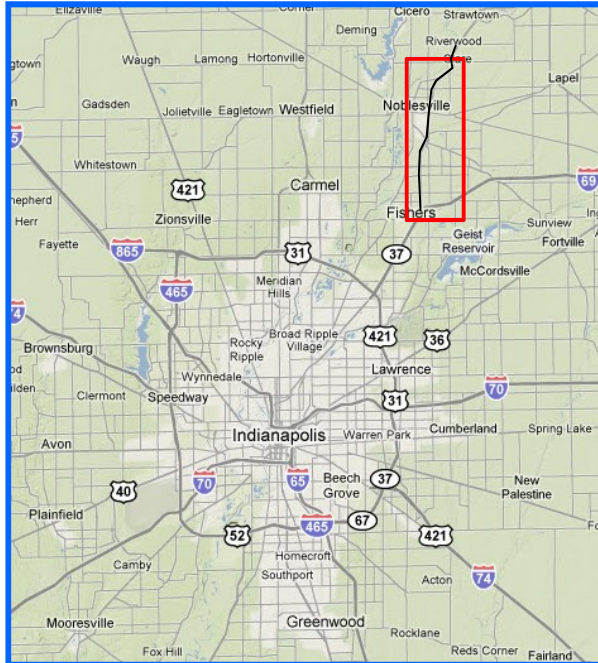 Elizaville
Corner
Cicero
Strawtown
Deming
Riverwood
Waugh
Lamong
Hortonville
Clare
Lapel
Gadsden
Jolietville
Eagletown
Westfield
Noblesville
Whitestown
421
Carmel
69
Zionsville
Fishers
Herr
Fayette
865
31
37
Geist
Reservoir
Sunview
Fortville
465
Meridian
Hills
McCordsville
Brownsburg
Rocky
Ripple
Broad Ripple
Village
421
36
Wynnedale
Lawrence
Clermont
Speedway
31
70
Avon
Indianapolis
Warren Park
Cumberland
Spring Lake
70
65
Beech
Grove
37
New
Palestine
40
Plainfield
52
465
67
421
Homecroft
Camby
Southport
Acton
74
Mooresville
Greenwood
Rocklane
Fox Hill
Reds Corner
Fairland